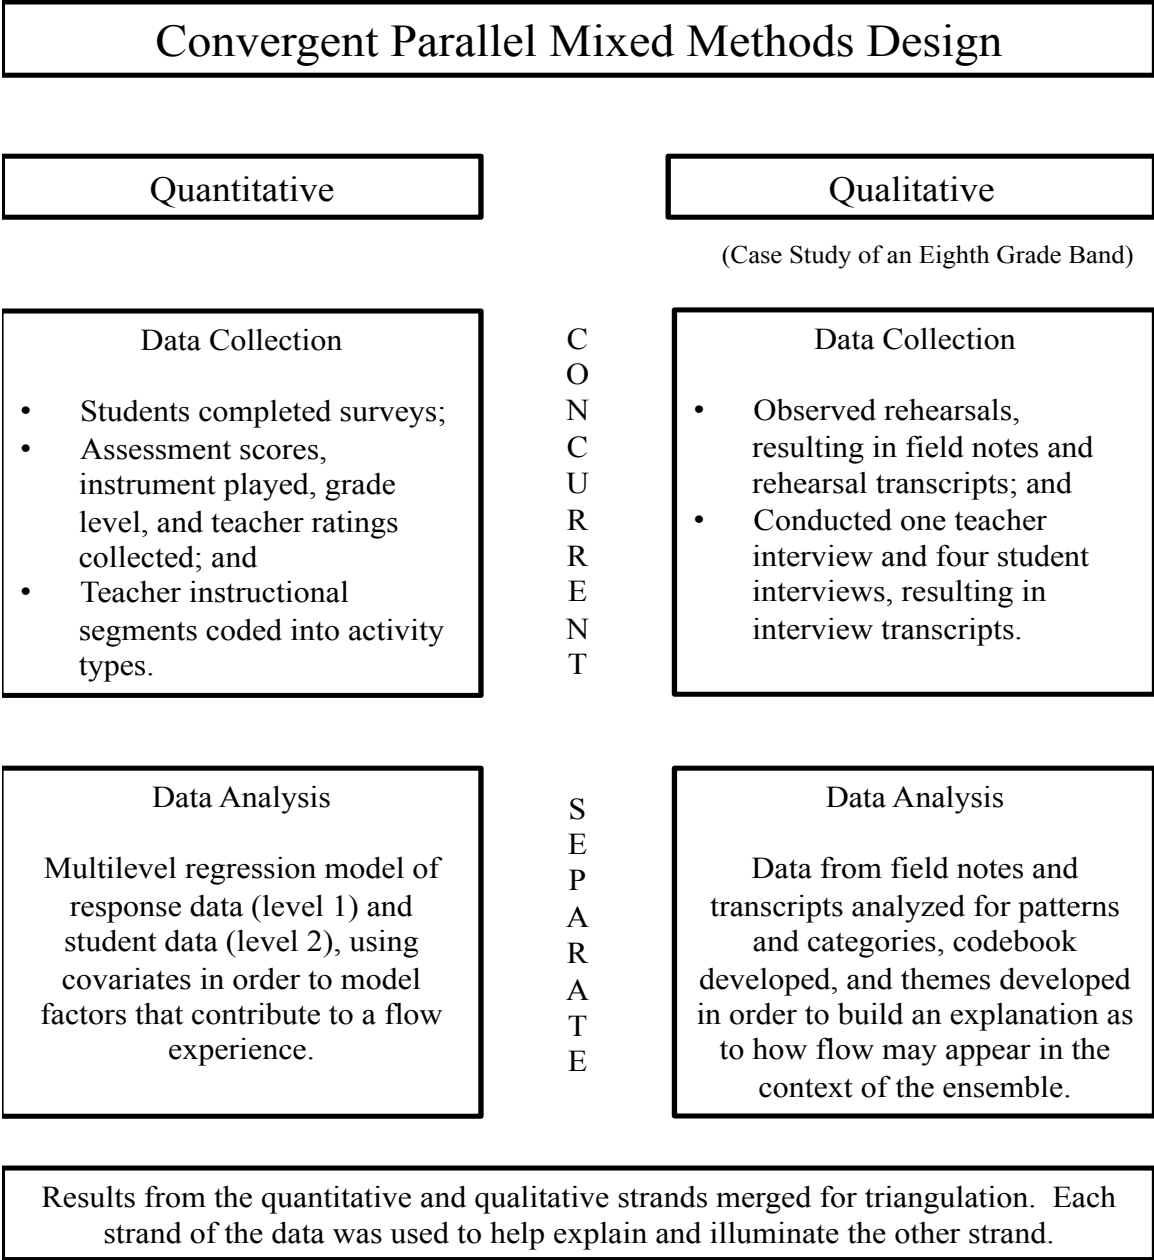 Convergent Parallel Mixed Methods Design
Quantitative
Qualitative
(Case Study of an Eighth Grade Band)
Data Collection
• Students completed surveys;
• Assessment scores,
instrument played, grade
level, and teacher ratings
collected; and
• Teacher instructional
segments coded into activity
types.
C
O
N
C
U
R
R
E
N
T
Data Collection
• Observed rehearsals,
resulting in field notes and
rehearsal transcripts; and
• Conducted one teacher
interview and four student
interviews, resulting in
interview transcripts.
Data Analysis
Multilevel regression model of
response data (level 1) and
student data (level 2), using
covariates in order to model
factors that contribute to a flow
experience.
S
E
P
A
R
A
T
E
Data Analysis
Data from field notes and
transcripts analyzed for patterns
and categories, codebook
developed, and themes developed
in order to build an explanation as
to how flow may appear in the
context of the ensemble.
Results from the quantitative and qualitative strands merged for triangulation.  Each
strand of the data was used to help explain and illuminate the other strand.